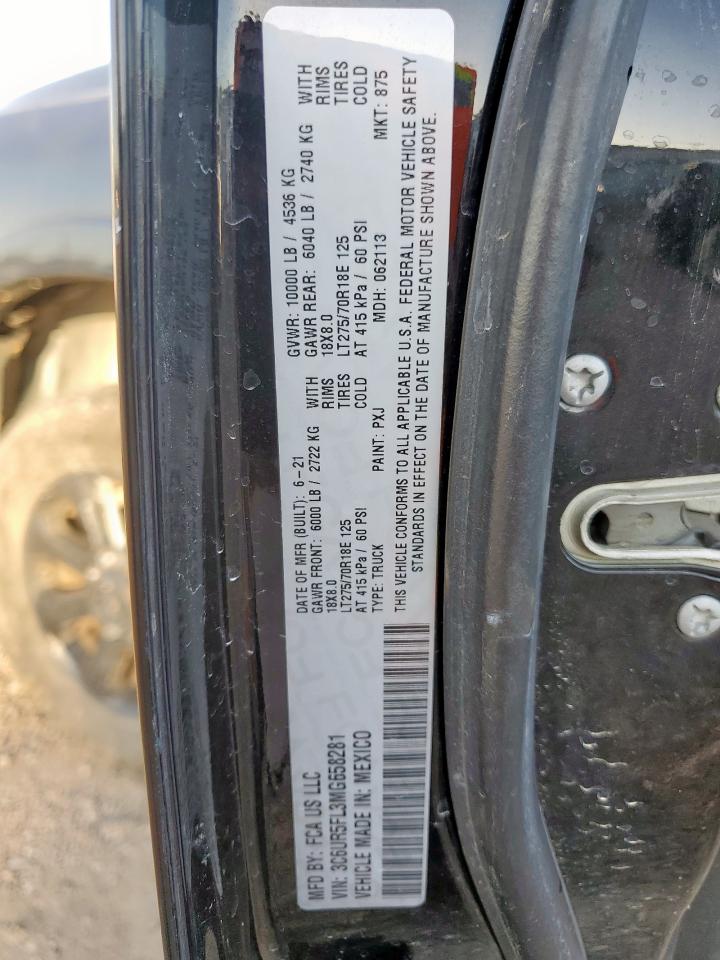 MFD BY: FCA US LLC
VIN: 3C6UR5FL3MG658281
VEHICLE MADE IN: MEXICO
DATE OF MFR (BUILT): 6-21
GVWR: 10000 LB / 4536 KG
GAWR FRONT: 6000 LB / 2722 KG WITH
GAWR REAR: 6040 LB / 2740 KG WITH
18X8.0 RIMS
18X8.0 RIMS
LT275/70R18E 125 TIRES
LT275/70R18E 125 TIRES
AT 415 kPa / 60 PSI COLD
AT 415 kPa / 60 PSI COLD
TYPE: TRUCK PAINT: PXJ MDH: 062113 MKT: 875
THIS VEHICLE CONFORMS TO ALL APPLICABLE U.S.A. FEDERAL MOTOR VEHICLE SAFETY
STANDARDS IN EFFECT ON THE DATE OF MANUFACTURE SHOWN ABOVE.